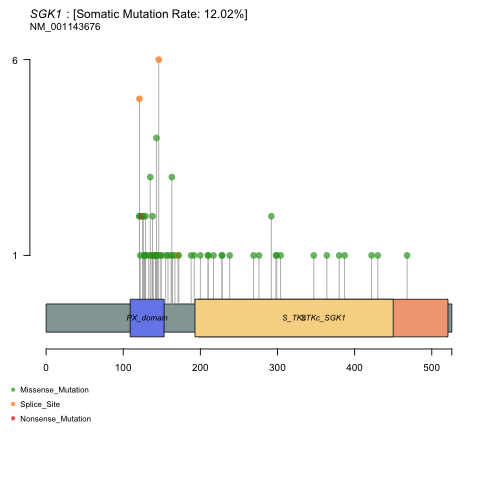 SGK1 : [Somatic Mutation Rate: 12.02%]
NM_001143676
6
1
PX_domain
STKc_SGK1
0 100 200 300 400 500
Missense_Mutation
Splice_Site
Nonsense_Mutation